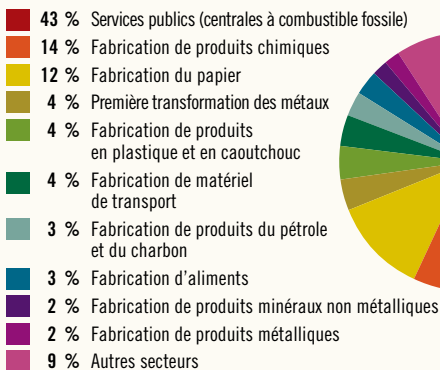 43 % Services publics (centrales à combustible fossile)
14 % Fabrication de produits chimiques
12 % Fabrication du papier
4 % Première transformation des métaux
4 % Fabrication de produits
en plastique et en caoutchouc
4 % Fabrication de matériel
de transport
3 % Fabrication de produits du pétrole
et du charbon
3 % Fabrication d'aliments
2 % Fabrication de produits minéraux non métalliques
2 % Fabrication de produits métalliques
9 % Autres secteurs